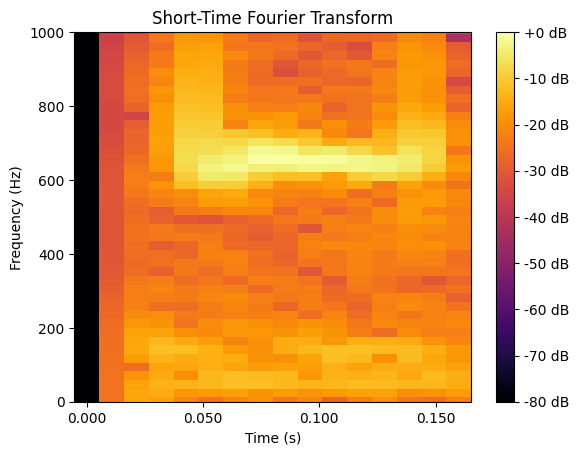 Short-Time Fourier Transform
1000
800
600
400
200
0
Frequency (Hz)
0.000
0.050
0.100
0.150
Time (s)
+0 dB
-10 dB
-20 dB
-30 dB
-40 dB
-50 dB
-60 dB
-70 dB
-80 dB